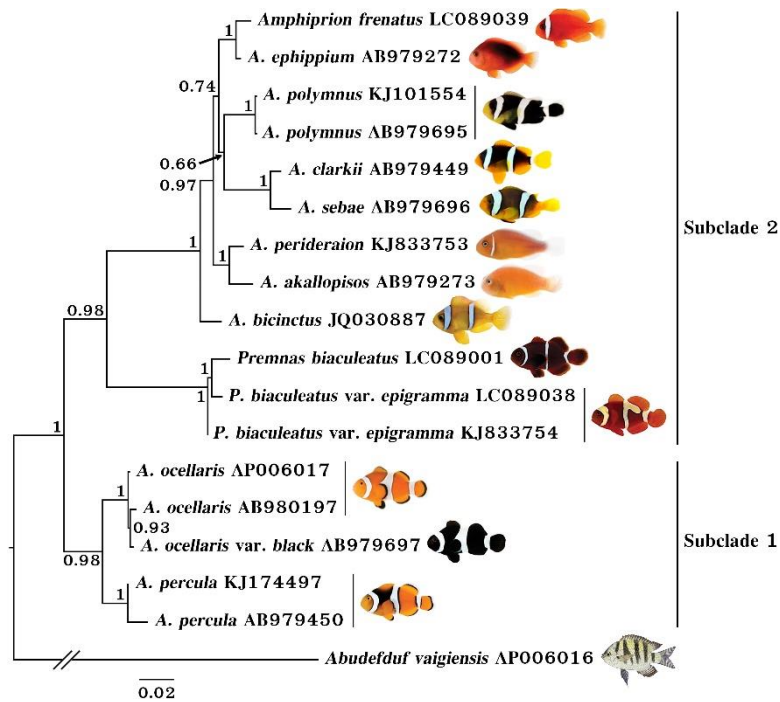 Amphiprion frenatus LC089039
1
A. ephippium AB979272
0.74
A. polymnus KJ101554
1
A. polymnus AB979695
0.66
A. clarkii AB979449
0.97
1
A. sebae AB979696
Subclade 2
A. perideraion KJ833753
1
1
A. akallopisos AB979273
0.98
A. bicinctus JQ030887
Premnas biaculeatus LC089001
1
1
P. biaculeatus var. epigramma LC089038
P. biaculeatus var. epigramma KJ833754
1
A. ocellaris AP006017
1
A. ocellaris AB980197
0.93
A. ocellaris var. black AB979697
Subclade 1
0.98
A. percula KJ174497
1
A. percula AB979450
Abudefduf vaigiensis AP006016
0.02